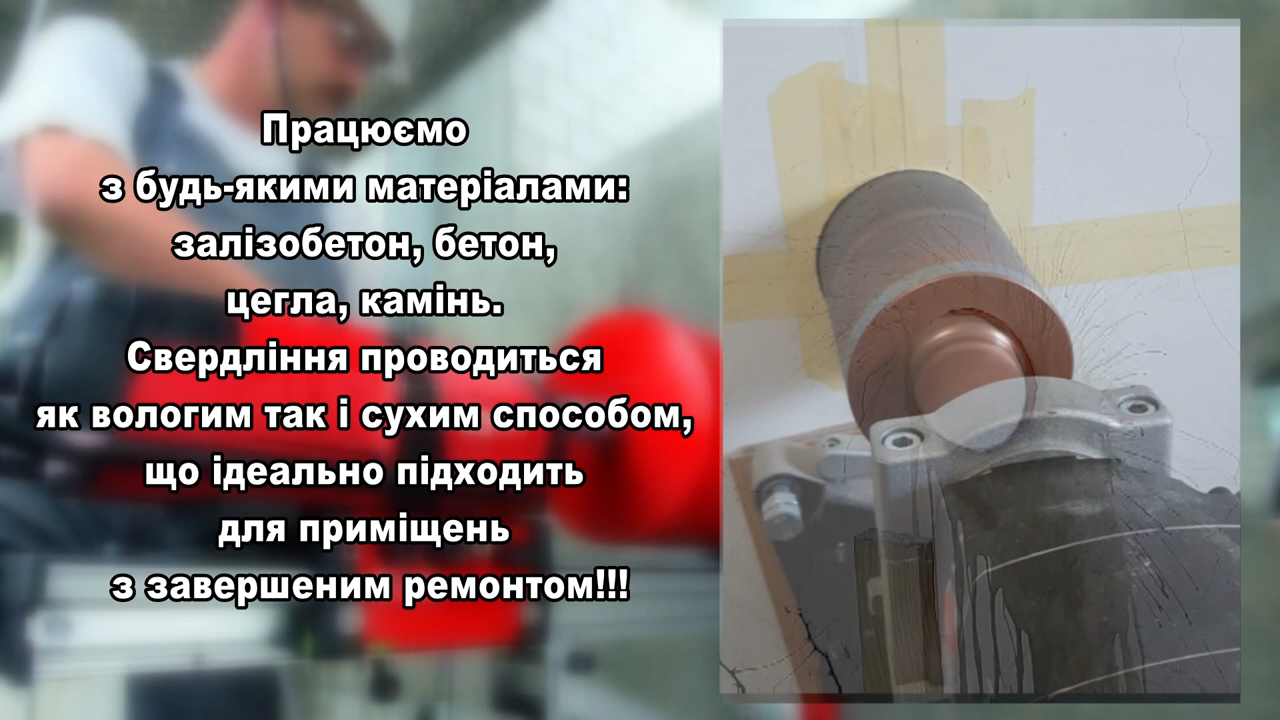 Працюємо
з будь-якими матеріалами:
залізобетон, бетон,
цегла, камінь.
Свердління проводиться
як вологим так і сухим способом,
що ідеально підходить
для приміщень
з завершеним ремонтом!!!